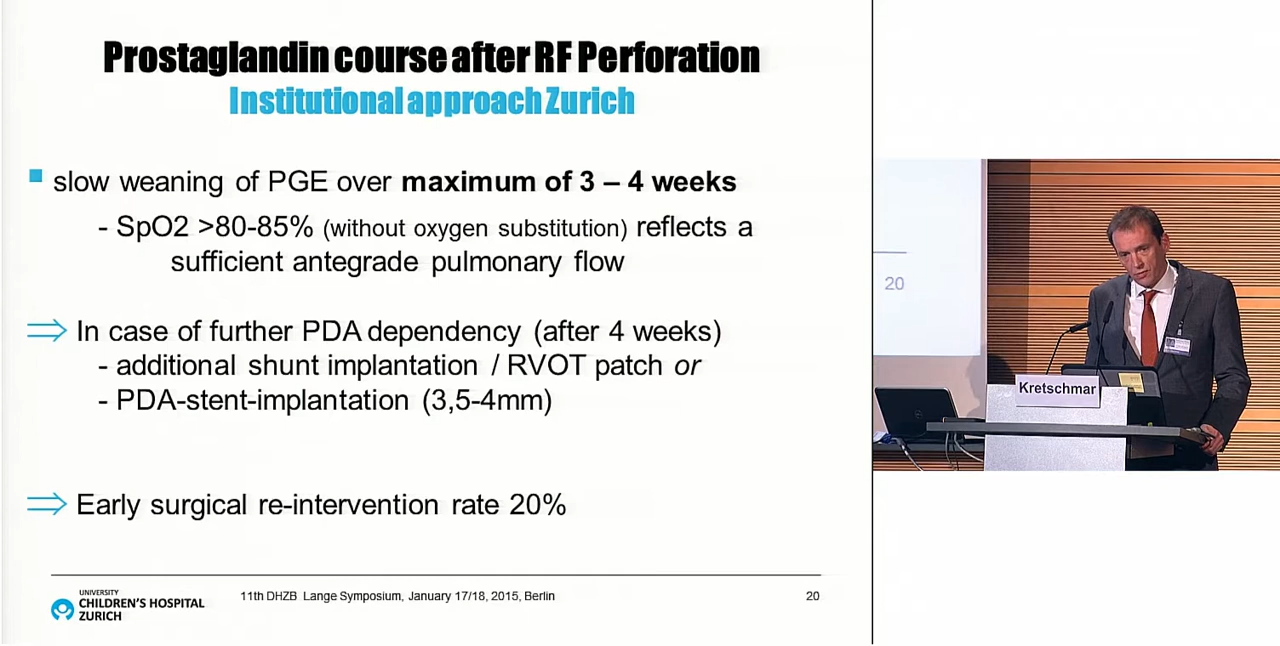 Prostaglandin course after RF Perforation
Institutional approach Zurich
slow weaning of PGE over maximum of 3 – 4 weeks
- SpO2 >80-85% (without oxygen substitution) reflects a
sufficient antegrade pulmonary flow
In case of further PDA dependency (after 4 weeks)
- additional shunt implantation / RVOT patch or
- PDA-stent-implantation (3,5-4mm)
Early surgical re-intervention rate 20%
UNIVERSITY
CHILDREN'S HOSPITAL
ZURICH
11th DHZB Lange Symposium, January 17/18, 2015, Berlin
20
20
Kretschmar